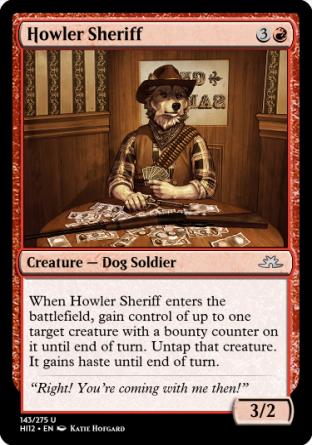 Howler Sheriff 3
Creature — Dog Soldier
When Howler Sheriff enters the
battlefield, gain control of up to one
target creature with a bounty counter on
it until end of turn. Untap that creature.
It gains haste until end of turn.
“Right! You’re coming with me then!”
3/2
143/275 U
HI12 • EN Katie Hofgard